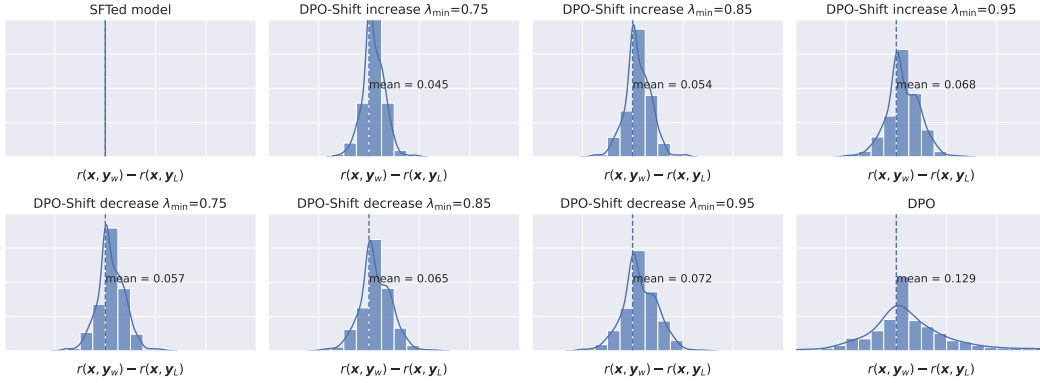 SFTed model
DPO-Shift increase λmin=0.75
DPO-Shift increase λmin=0.85
DPO-Shift increase λmin=0.95
mean = 0.045
mean = 0.054
mean = 0.068
r(x, yw) − r(x, yL)
r(x, yw) − r(x, yL)
r(x, yw) − r(x, yL)
r(x, yw) − r(x, yL)
DPO-Shift decrease λmin=0.75
DPO-Shift decrease λmin=0.85
DPO-Shift decrease λmin=0.95
DPO
mean = 0.057
mean = 0.065
mean = 0.072
mean = 0.129
r(x, yw) − r(x, yL)
r(x, yw) − r(x, yL)
r(x, yw) − r(x, yL)
r(x, yw) − r(x, yL)